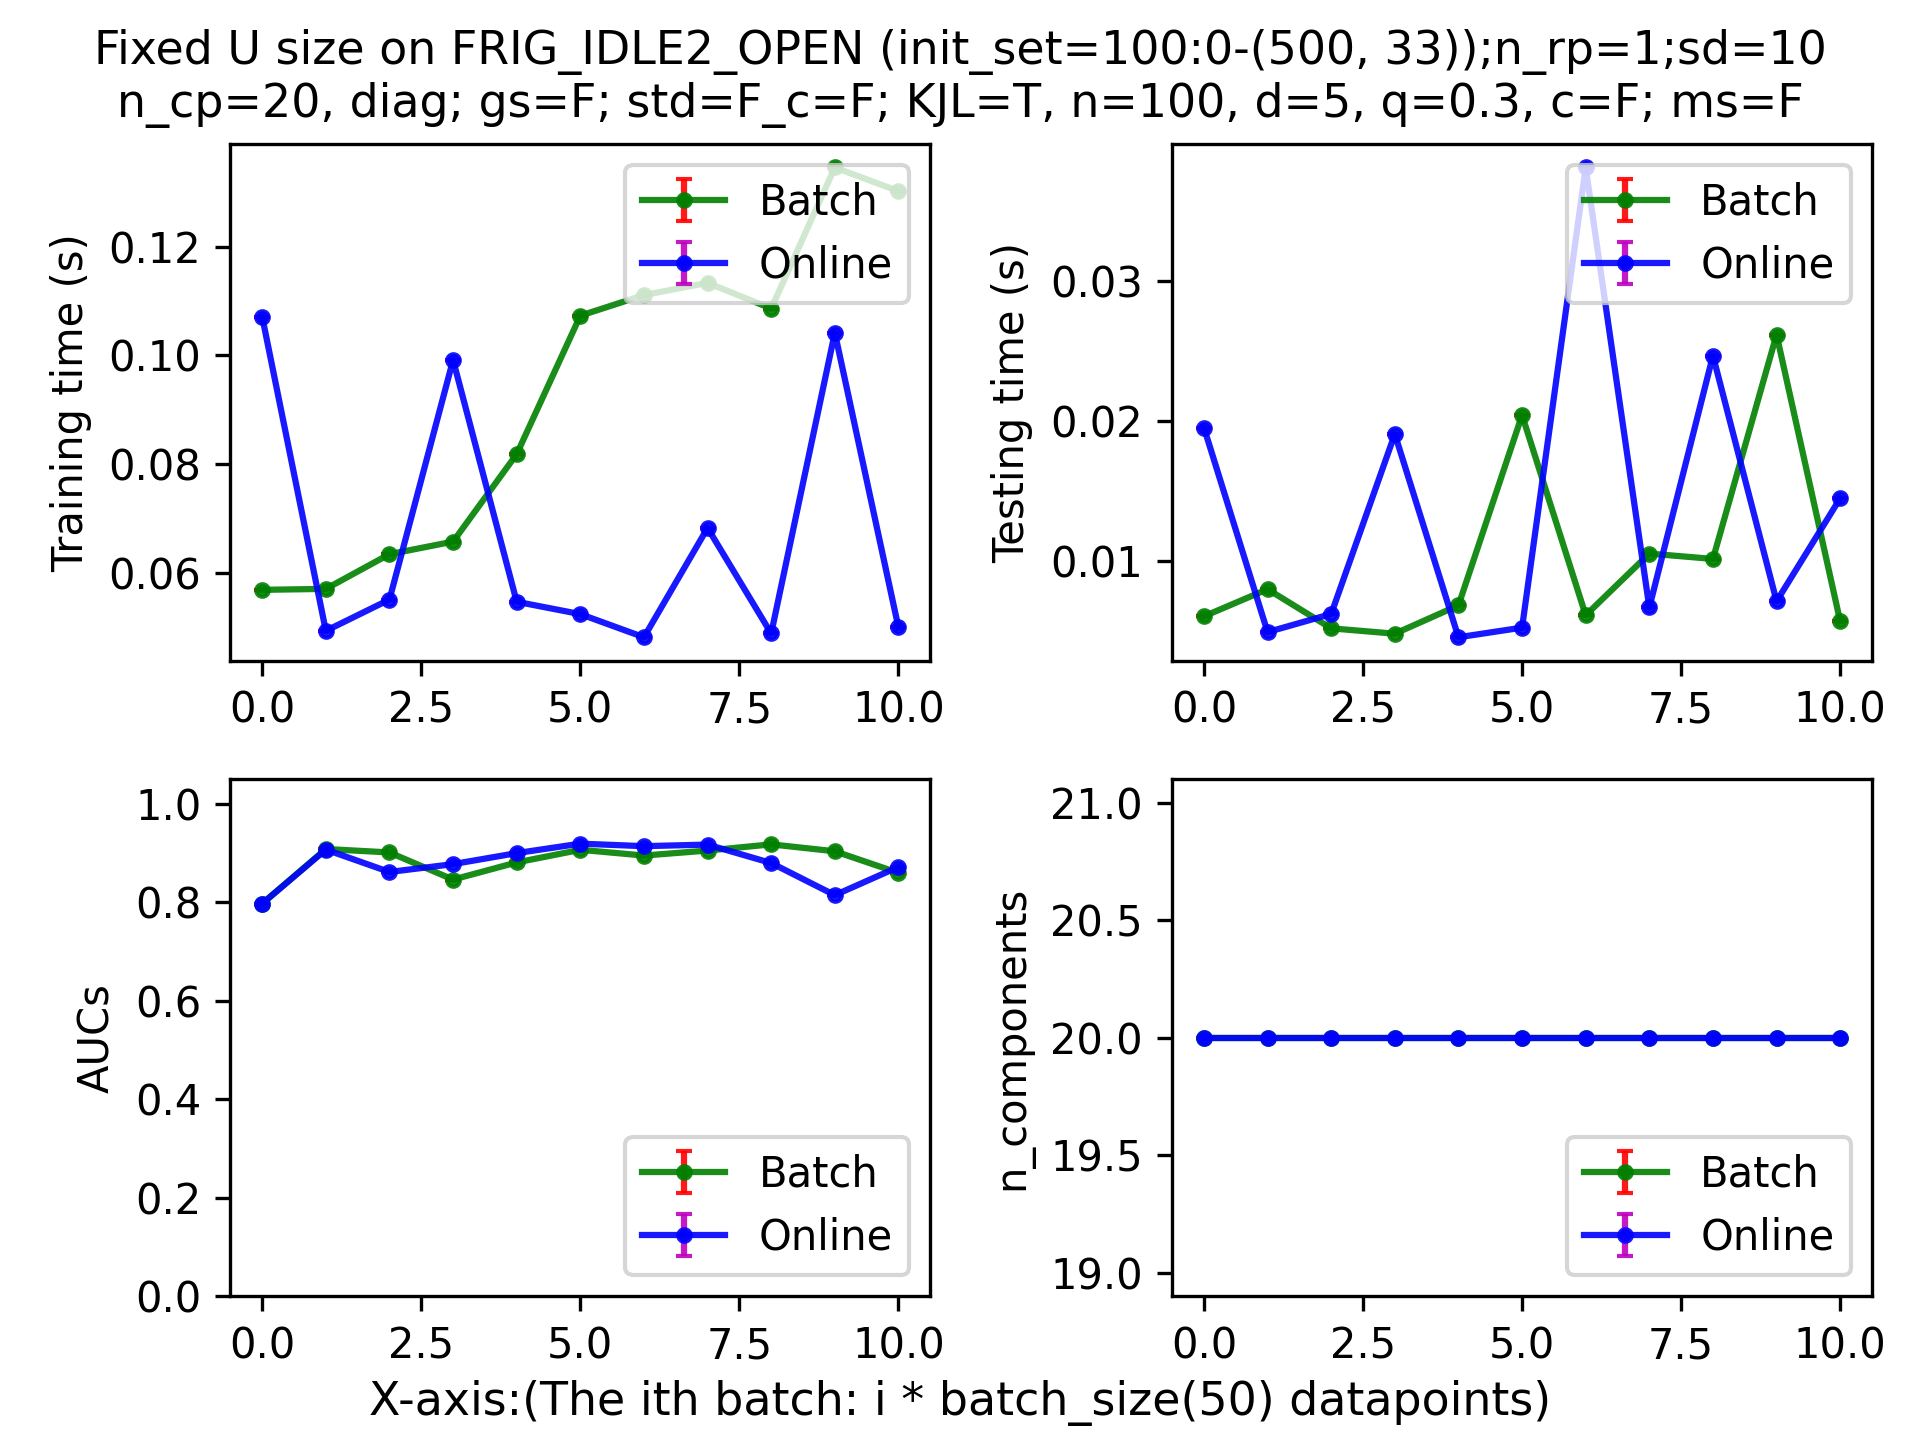 Fixed U size on FRIG_IDLE2_OPEN (init_set=100:0-(500, 33));n_rp=1;sd=10
n_cp=20, diag; gs=F; std=F_c=F; KJL=T, n=100, d=5, q=0.3, c=F; ms=F
Training time (s)
0.12
0.10
0.08
0.06
Batch
Online
0.0 2.5 5.0 7.5 10.0
Testing time (s)
0.03
0.02
0.01
Batch
Online
0.0 2.5 5.0 7.5 10.0
AUCs
1.0
0.8
0.6
0.4
0.2
0.0
Batch
Online
0.0 2.5 5.0 7.5 10.0
n_components
21.0
20.5
20.0
19.5
19.0
Batch
Online
0.0 2.5 5.0 7.5 10.0
X-axis:(The ith batch: i * batch_size(50) datapoints)